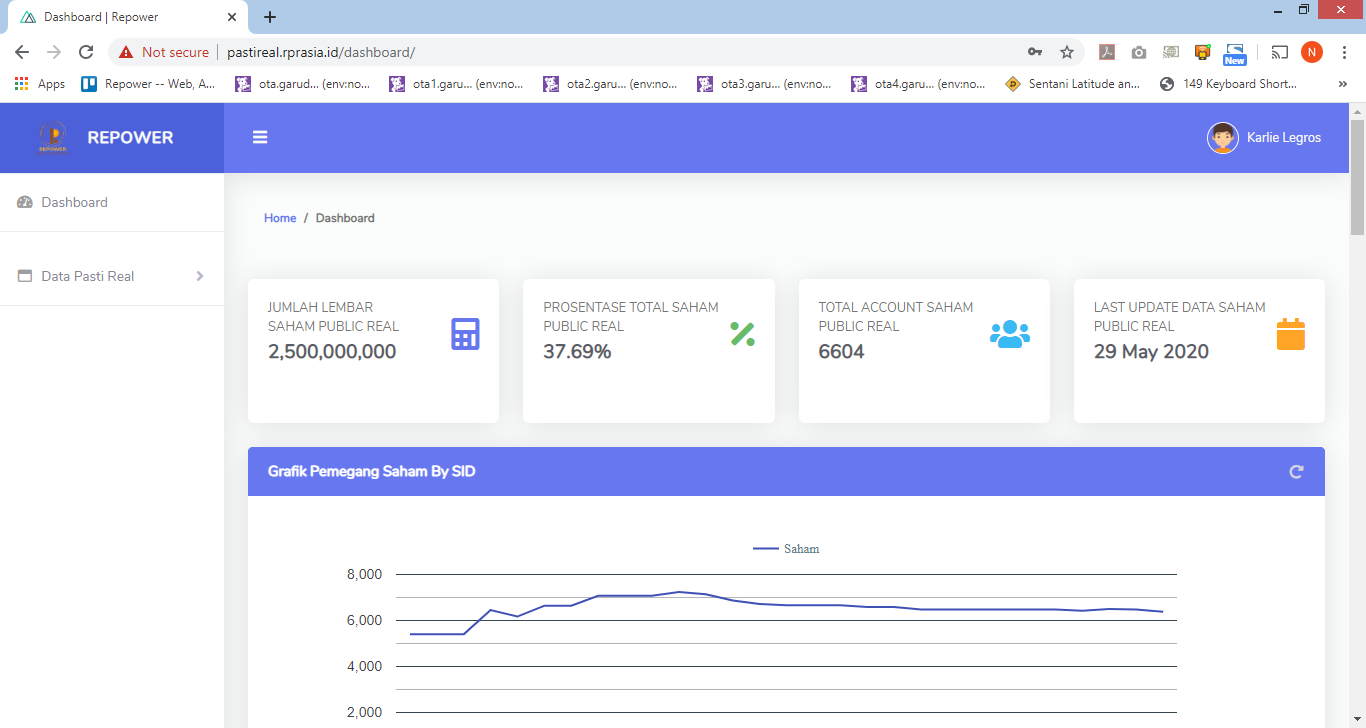 Dashboard | Repower
Not secure | pastireal.rprasia.id/dashboard/
New
N
Apps
Repower -- Web, A...
ota.garud... (env:no...
ota1.garu... (env:no...
ota2.garu... (env:no...
ota3.garu... (env:no...
ota4.garu... (env:no...
Sentani Latitude an...
149 Keyboard Short...
»
REPOWER
REPOWER
Karlie Legros
Dashboard
Data Pasti Real
Home / Dashboard
JUMLAH LEMBAR
SAHAM PUBLIC REAL
2,500,000,000
PROSENTASE TOTAL SAHAM
PUBLIC REAL
37.69%
TOTAL ACCOUNT SAHAM
PUBLIC REAL
6604
LAST UPDATE DATA SAHAM
PUBLIC REAL
29 May 2020
Grafik Pemegang Saham By SID
Saham
8,000
6,000
4,000
2,000